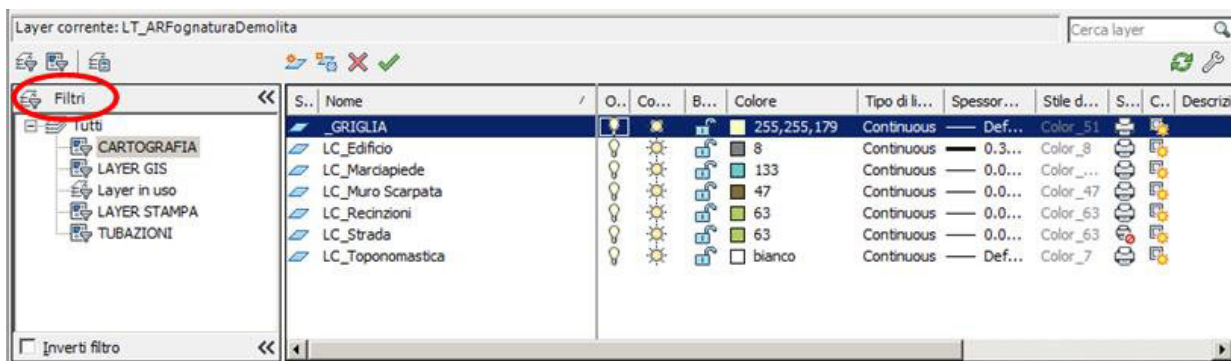 Layer corrente: LT_ARFognaturaDemolita
Cerca layer
Filtri
S.. Nome O.. Co... B... Colore Tipo di li... Spessor... Stile d... S... C.. Descrizi
Tutti
CARTOGRAFIA
LAYER GIS
Layer in uso
LAYER STAMPA
TUBAZIONI
_GRIGLIA 255,255,179 Continuous Def... Color_51
LC_Edificio 8 Continuous 0.3... Color_8
LC_Marciapiede 133 Continuous 0.0... Color_...
LC_Muro Scarpata 47 Continuous 0.0... Color_47
LC_Recinzioni 63 Continuous 0.0... Color_63
LC_Strada 63 Continuous 0.0... Color_63
LC_Toponomastica bianco Continuous Def... Color_7
Inverti filtro